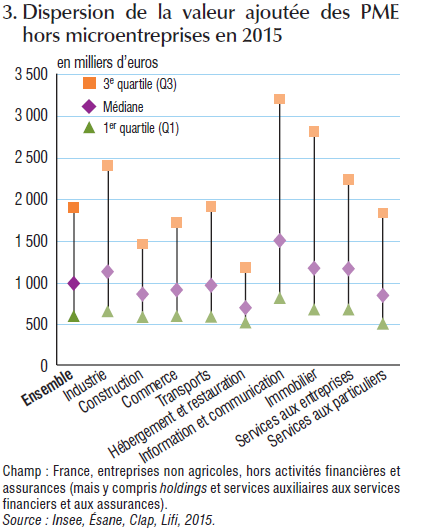 3. Dispersion de la valeur ajoutée des PME
hors microentreprises en 2015
en milliers d'euros
3 500
3e quartile (Q3)
3 000
Médiane
1er quartile (Q1)
2 500
2 000
1 500
1 000
500
0
Ensemble
Industrie
Construction
Commerce
Transports
Hébergement et restauration
Information et communication
Immobilier
Services aux entreprises
Services aux particuliers
Champ : France, entreprises non agricoles, hors activités financières et
assurances (mais y compris holdings et services auxiliaires aux services
financiers et aux assurances).
Source : Insee, Ésane, Clap, Lifi, 2015.